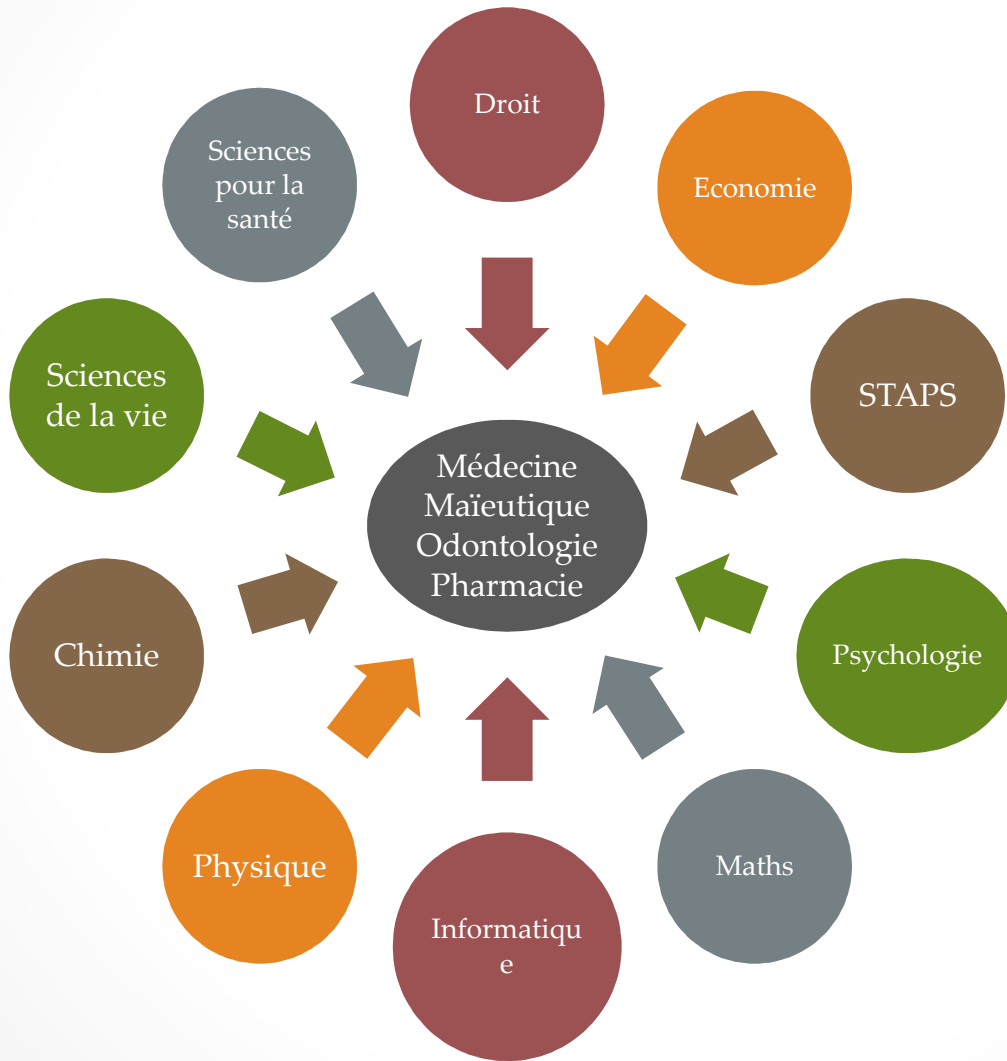 Droit
Economie
Sciences
pour la
santé
STAPS
Sciences
de la vie
Médecine
Maïeutique
Odontologie
Pharmacie
Psychologie
Chimie
Maths
Physique
Informatiqu
e